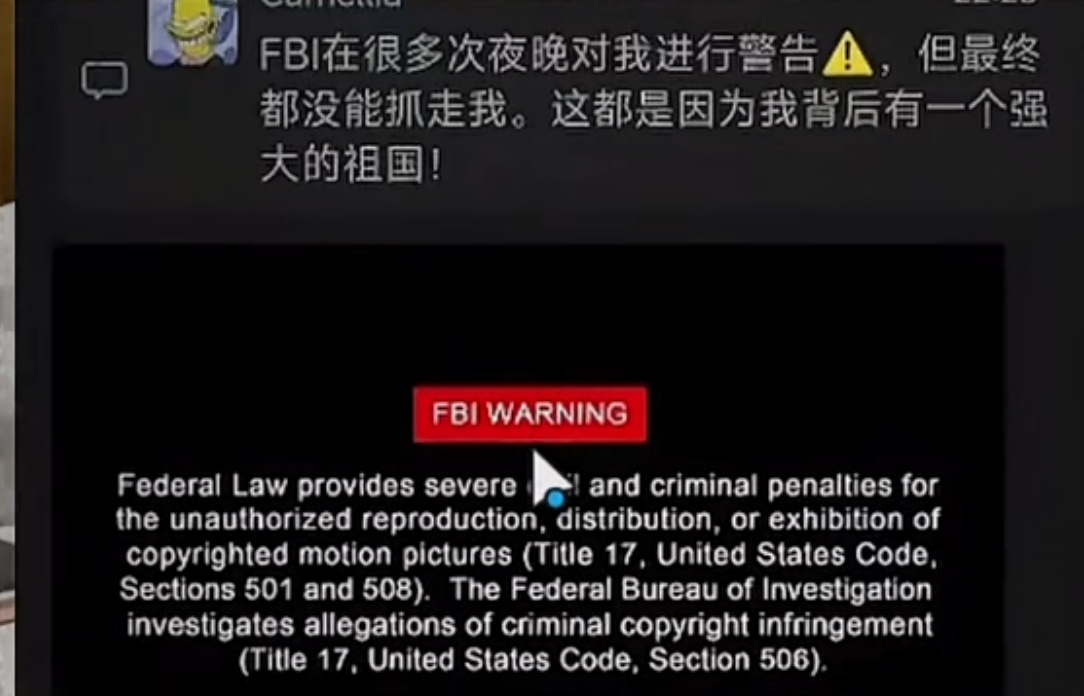 FBI在很多次夜晚对我进行警告⚠️，但最终
都没能抓走我。这都是因为我背后有一个强
大的祖国！
FBI WARNING
Federal Law provides severe and criminal penalties for
the unauthorized reproduction, distribution, or exhibition of
copyrighted motion pictures (Title 17, United States Code,
Sections 501 and 508). The Federal Bureau of Investigation
investigates allegations of criminal copyright infringement
(Title 17, United States Code, Section 506).